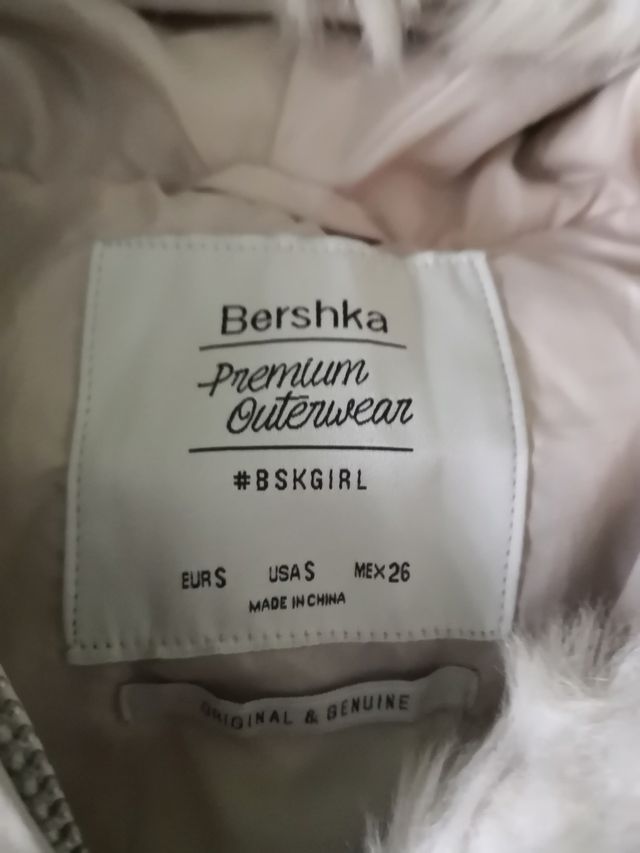 Bershka
Premium
Outerwear
#BSKGIRL
EUR S USA S MEX 26
MADE IN CHINA
ORIGINAL & GENUINE